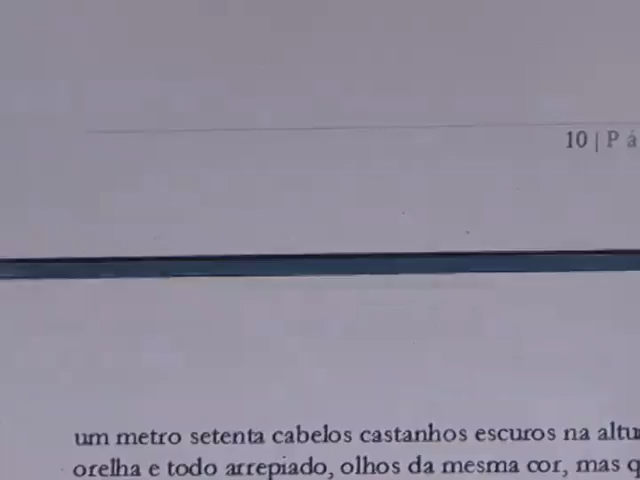 10 | P á
um metro setenta cabelos castanhos escuros na altu
orelha e todo arrepiado, olhos da mesma cor, mas q